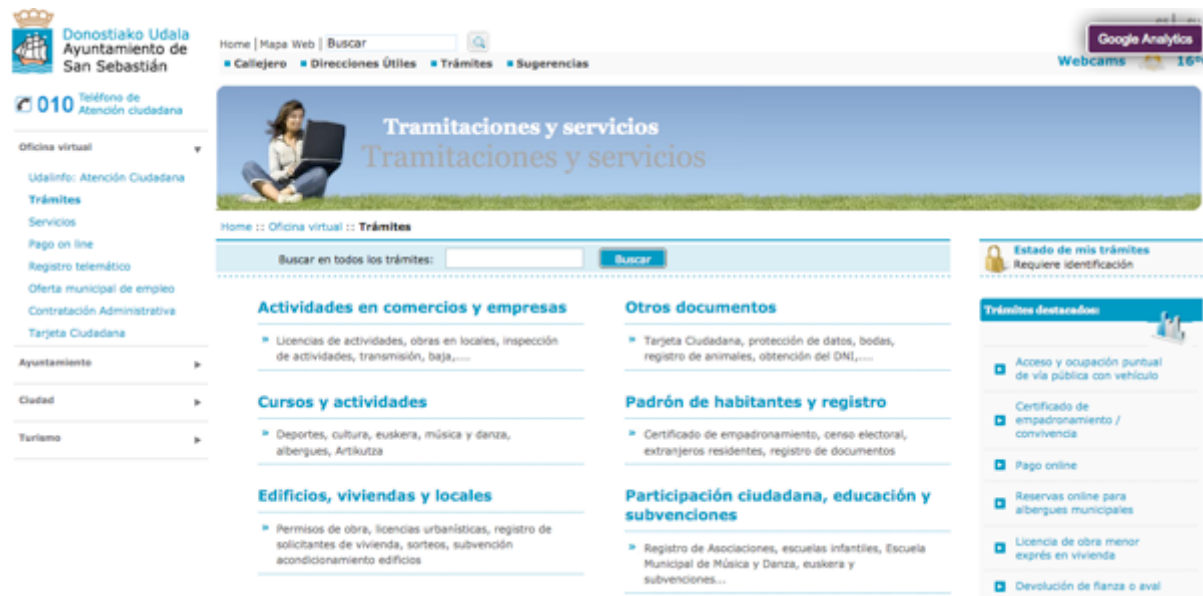 Donostiako Udala
Ayuntamiento de
San Sebastián
010 Teléfono de
Atención ciudadana
Home | Mapa Web | Buscar
Callejero Direcciones Útiles Trámites Sugerencias
Google Analytics
Webcams 16º
Oficina virtual
Udalinfo: Atención Ciudadana
Trámites
Servicios
Pago on line
Registro telemático
Oferta municipal de empleo
Contratación Administrativa
Tarjeta Ciudadana
Ayuntamiento
Ciudad
Turismo
Tramitaciones y servicios
Tramitaciones y servicios
Home :: Oficina virtual :: Trámites
Buscar en todos los trámites: Buscar
Actividades en comercios y empresas
» Licencias de actividades, obras en locales, inspección
de actividades, transmisión, baja,....
Cursos y actividades
» Deportes, cultura, euskera, música y danza,
albergues, Artikutza
Edificios, viviendas y locales
» Permisos de obra, licencias urbanísticas, registro de
solicitantes de vivienda, sorteos, subvención
acondicionamiento edificios
Otros documentos
» Tarjeta Ciudadana, protección de datos, bodas,
registro de animales, obtención del DNI,....
Padrón de habitantes y registro
» Certificado de empadronamiento, censo electoral,
extranjeros residentes, registro de documentos
Participación ciudadana, educación y
subvenciones
» Registro de Asociaciones, escuelas infantiles, Escuela
Municipal de Música y Danza, euskera y
subvenciones...
Estado de mis trámites
Requiere identificación
Trámites destacados:
Acceso y ocupación puntual
de vía pública con vehículo
Certificado de
empadronamiento /
convivencia
Pago online
Reservas online para
albergues municipales
Licencia de obra menor
exprés en vivienda
Devolución de fianza o aval